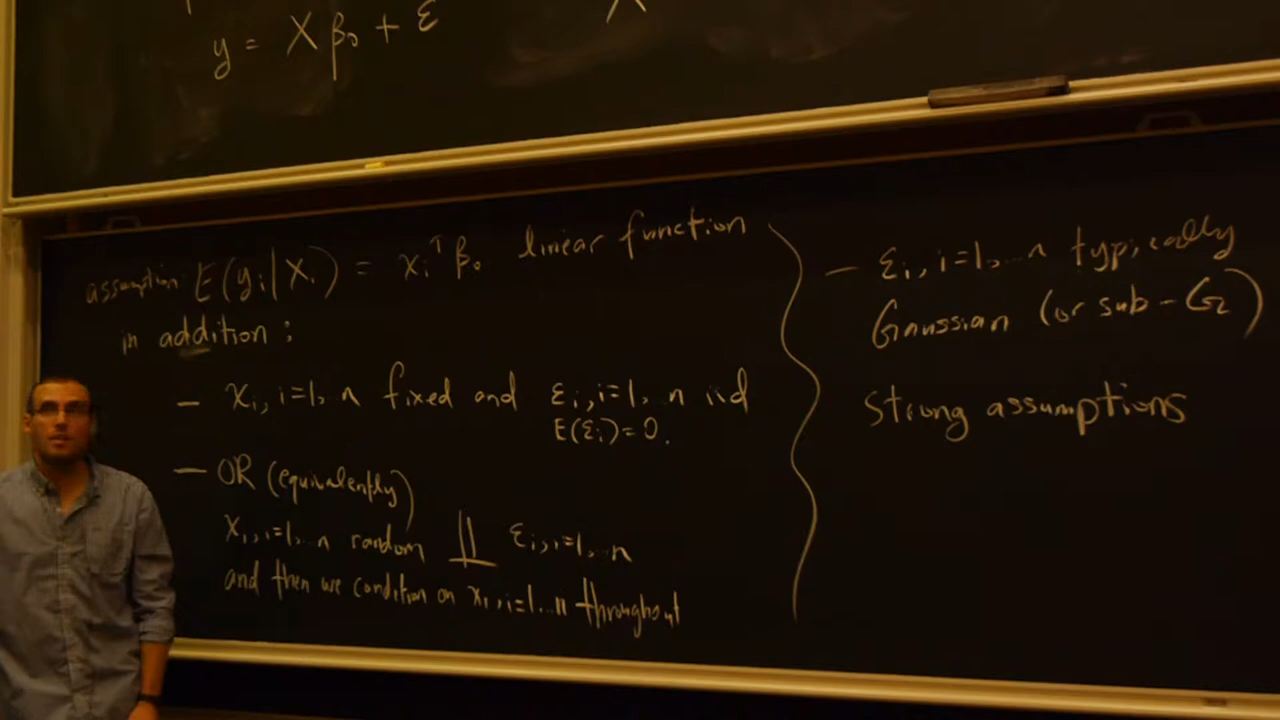 y = Xβ₀ + ε
assumption: E(yᵢ|Xᵢ) = xᵢᵀβ₀ linear function
in addition:
— xᵢ, i=1, n fixed and εᵢ, i=1, n iid
E(εᵢ)=0.
— OR (equivalently)
xᵢ, i=1, ... n random ⫫ εᵢ, i=1, ... n
and then we condition on xᵢ, i=1...n throughout
— εᵢ, i=1, ... n typically
Gaussian (or sub-G)
strong assumptions